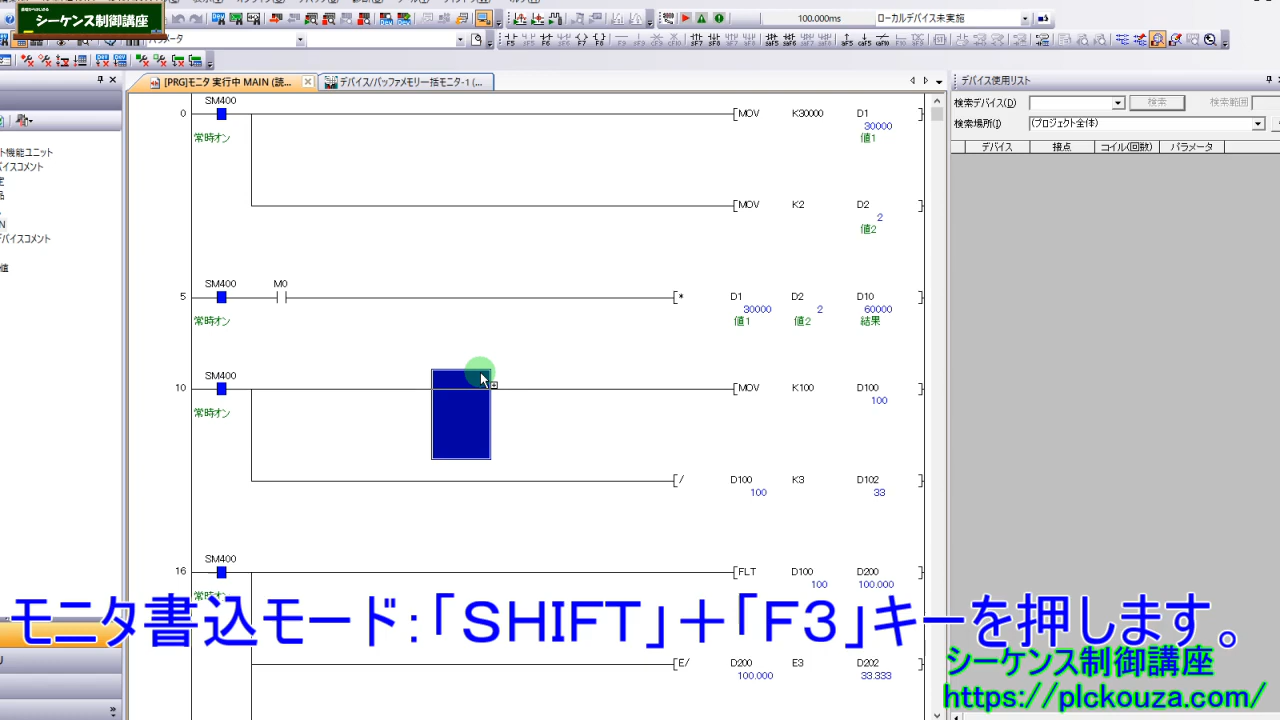 シーケンス制御講座
100.000ms
ローカルデバイス未実施
パラメータ
[PRG]モニタ 実行中 MAIN (読...
デバイス/バッファメモリ一括モニタ-1 (...
デバイス使用リスト
検索デバイス(D)
検索
検索範囲
検索場所(I)
(プロジェクト全体)
デバイス 接点 コイル(回数) パラメータ
ト機能ユニット
バイスコメント
デバイスコメント
値
SM400
0 [MOV K30000 D1 ]
30000
常時オン 値1
[MOV K2 D2 ]
2
値2
SM400 M0
5 [* D1 D2 D10 ]
30000 2 60000
常時オン 値1 値2 結果
SM400
10 [MOV K100 D100 ]
100
常時オン
[/ D100 K3 D102 ]
100 33
SM400
16 [FLT D100 D200 ]
100 100.000
常時オン
モニタ書込モード:「SHIFT」+「F3」キーを押します。
[E/ D200 E3 D202 ]
100.000 33.333
シーケンス制御講座
https://plckouza.com/